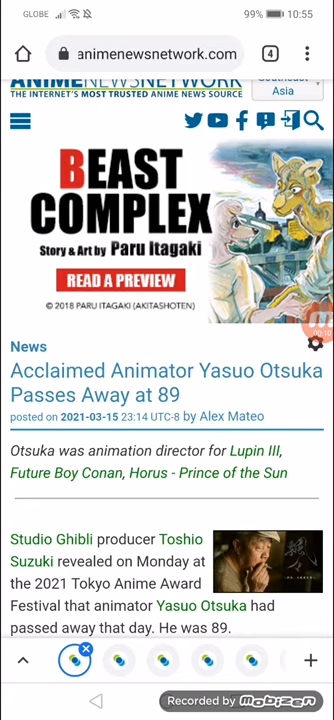 GLOBE 99% 10:55
animenewsnetwork.com 4
ANIME NEWS NETWORK
THE INTERNET'S MOST TRUSTED ANIME NEWS SOURCE
Southeast
Asia
BEAST
COMPLEX
Story & Art by Paru Itagaki
READ A PREVIEW
© 2018 PARU ITAGAKI (AKITASHOTEN)
00:10
News
Acclaimed Animator Yasuo Otsuka
Passes Away at 89
posted on 2021-03-15 23:14 UTC-8 by Alex Mateo
Otsuka was animation director for Lupin III,
Future Boy Conan, Horus - Prince of the Sun
Studio Ghibli producer Toshio
Suzuki revealed on Monday at
the 2021 Tokyo Anime Award
Festival that animator Yasuo Otsuka had
passed away that day. He was 89.
Recorded by Mobizen